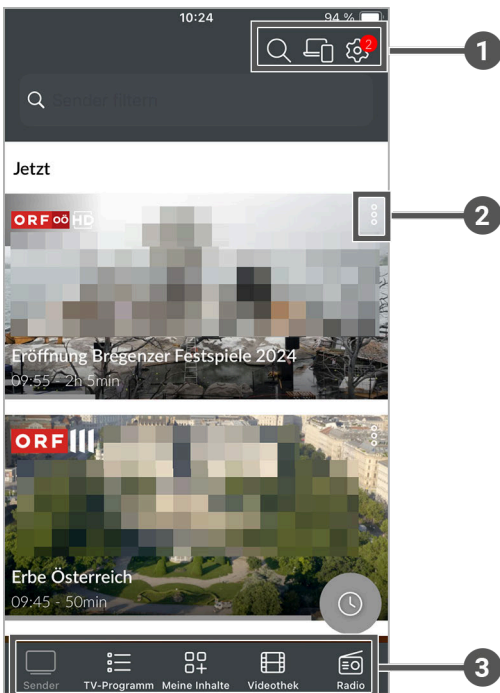 10:24 94 %
2
1
Sender filtern
Jetzt
ORF oö HD
2
Eröffnung Bregenzer Festspiele 2024
09:55 - 2h 5min
ORF III
Erbe Österreich
09:45 - 50min
Sender TV-Programm Meine Inhalte Videothek Radio
3